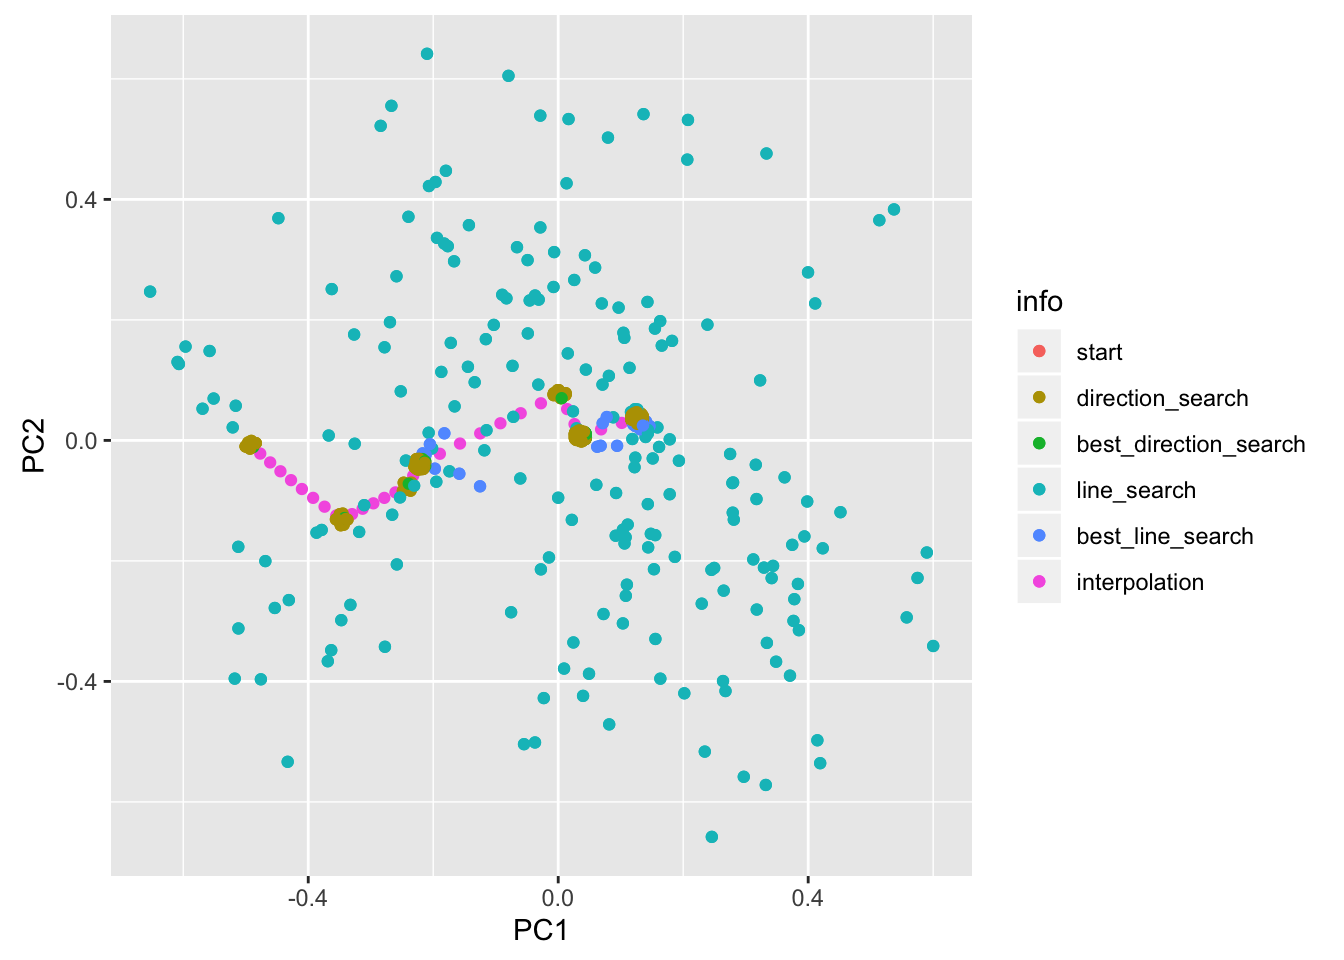 PC2
0.4
0.0
-0.4
-0.4
0.0
0.4
PC1
info
start
direction_search
best_direction_search
line_search
best_line_search
interpolation